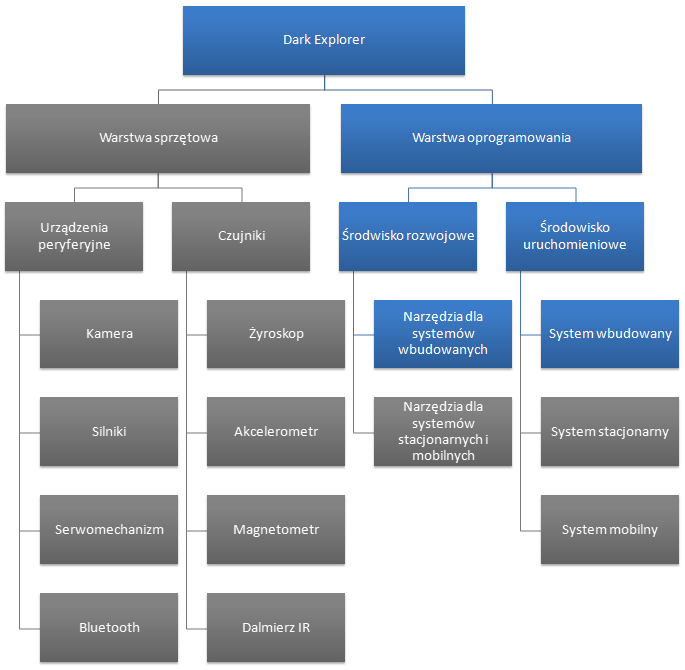 Dark Explorer
Warstwa sprzętowa
Warstwa oprogramowania
Urządzenia
peryferyjne
Czujniki
Środwisko rozwojowe
Środowisko
uruchomieniowe
Kamera
Żyroskop
Narzędzia dla
systemów
wbudowanych
System wbudowany
Silniki
Akcelerometr
Narzędzia dla
systemów
stacjonarnych i
mobilnych
System stacjonarny
Serwomechanizm
Magnetometr
System mobilny
Bluetooth
Dalmierz IR